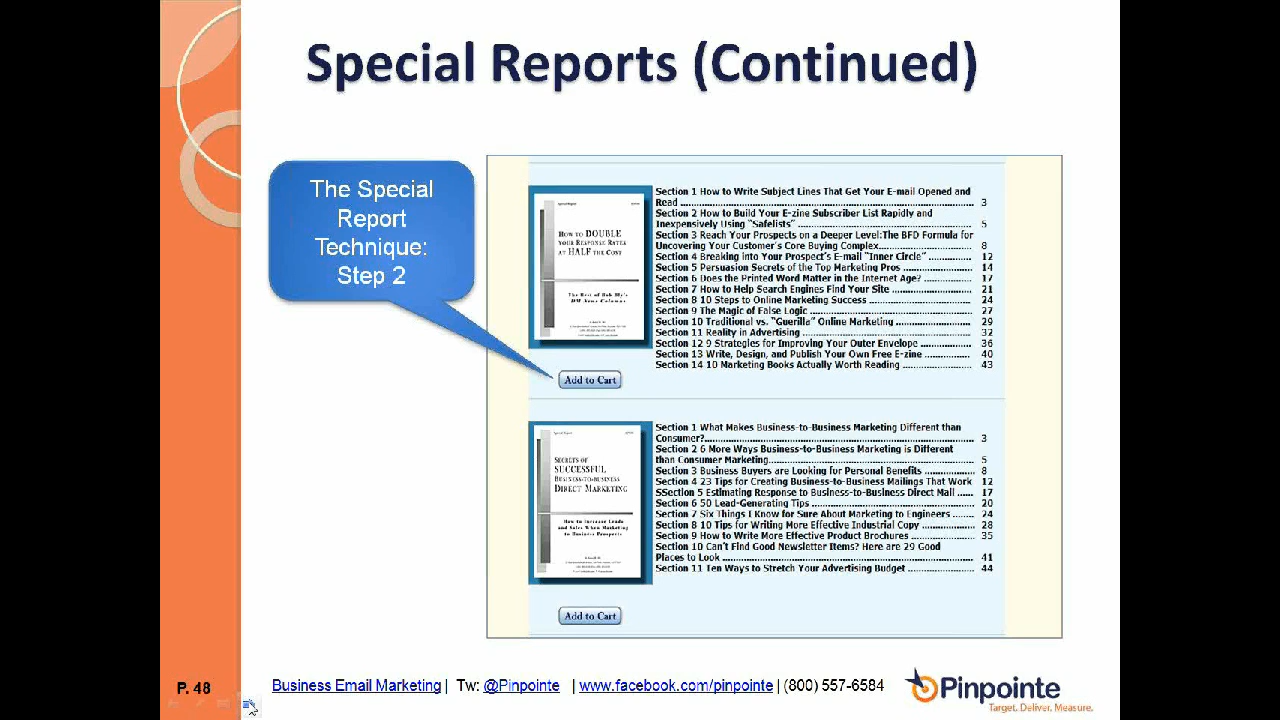 Special Reports (Continued)
The Special
Report
Technique:
Step 2
HOW TO DOUBLE
YOUR RESPONSE RATES
AT HALF THE COST
The Best of Bob Bly's
Add to Cart
Section 1 How to Write Subject Lines That Get Your E-mail Opened and
Read ........ 3
Section 2 How to Build Your E-zine Subscriber List Rapidly and
Inexpensively Using "Safelists" ........ 5
Section 3 Reach Your Prospects on a Deeper Level:The BFD Formula for
Uncovering Your Customer's Core Buying Complex........ 8
Section 4 Breaking into Your Prospect's E-mail "Inner Circle" ........ 12
Section 5 Persuasion Secrets of the Top Marketing Pros ........ 14
Section 6 Does the Printed Word Matter in the Internet Age? ........ 17
Section 7 How to Help Search Engines Find Your Site ........ 21
Section 8 10 Steps to Online Marketing Success ........ 24
Section 9 The Magic of False Logic ........ 27
Section 10 Traditional vs. "Guerilla" Online Marketing ........ 29
Section 11 Reality in Advertising ........ 32
Section 12 9 Strategies for Improving Your Outer Envelope ........ 36
Section 13 Write, Design, and Publish Your Own Free E-zine ........ 40
Section 14 10 Marketing Books Actually Worth Reading ........ 43
SECRETS OF
SUCCESSFUL
BUSINESS-TO-BUSINESS
DIRECT MARKETING
How to Increase Leads
and Sales When Marketing
to Business Prospects
Add to Cart
Section 1 What Makes Business-to-Business Marketing Different than
Consumer?........ 3
Section 2 6 More Ways Business-to-Business Marketing is Different
than Consumer Marketing........ 5
Section 3 Business Buyers are Looking for Personal Benefits ........ 8
Section 4 23 Tips for Creating Business-to-Business Mailings That Work 12
SSection 5 Estimating Response to Business-to-Business Direct Mail ...... 17
Section 6 50 Lead-Generating Tips ........ 20
Section 7 Six Things I Know for Sure About Marketing to Engineers ........ 24
Section 8 10 Tips for Writing More Effective Industrial Copy ........ 28
Section 9 How to Write More Effective Product Brochures ........ 35
Section 10 Can't Find Good Newsletter Items? Here are 29 Good
Places to Look ........ 41
Section 11 Ten Ways to Stretch Your Advertising Budget ........ 44
P. 48
Business Email Marketing | Tw: @Pinpointe | www.facebook.com/pinpointe | (800) 557-6584
Pinpointe
Target. Deliver. Measure.